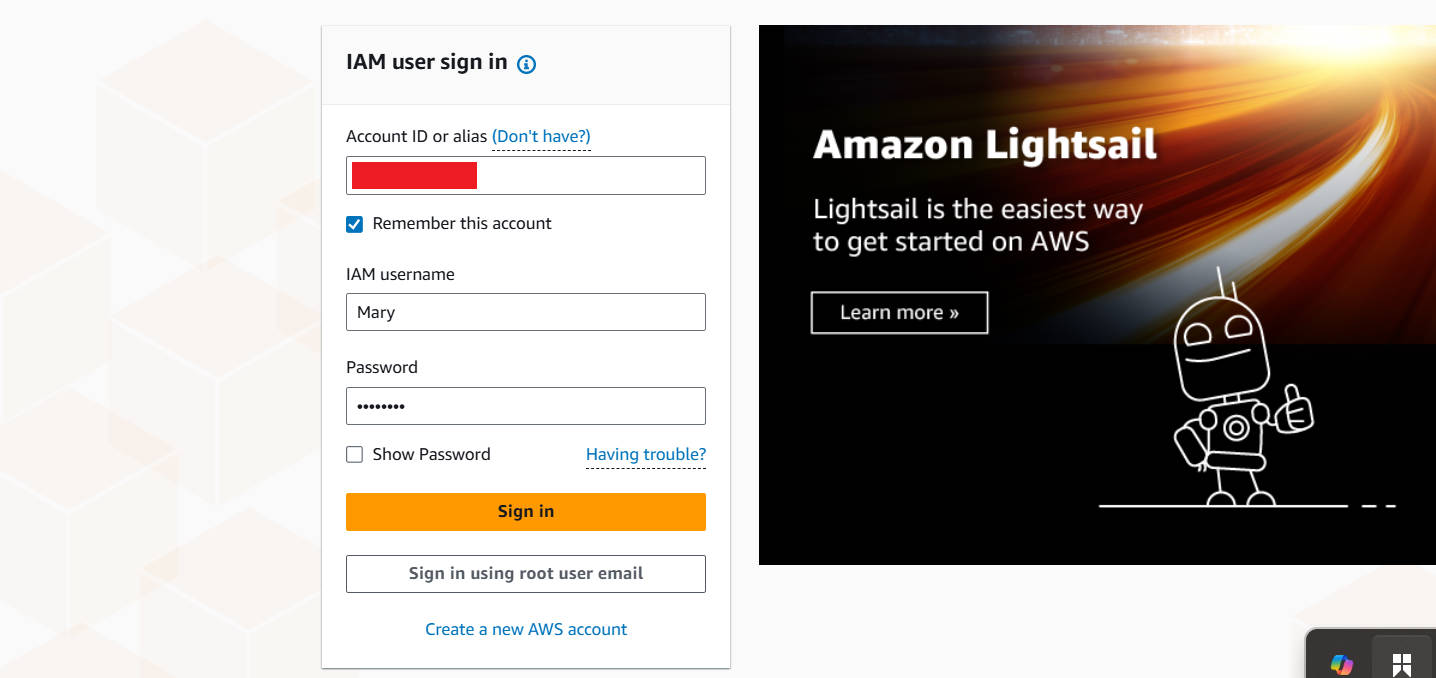 IAM user sign in
Account ID or alias (Don't have?)
Remember this account
IAM username
Mary
Password
••••••••
Show Password
Having trouble?
Sign in
Sign in using root user email
Create a new AWS account
Amazon Lightsail
Lightsail is the easiest way
to get started on AWS
Learn more »